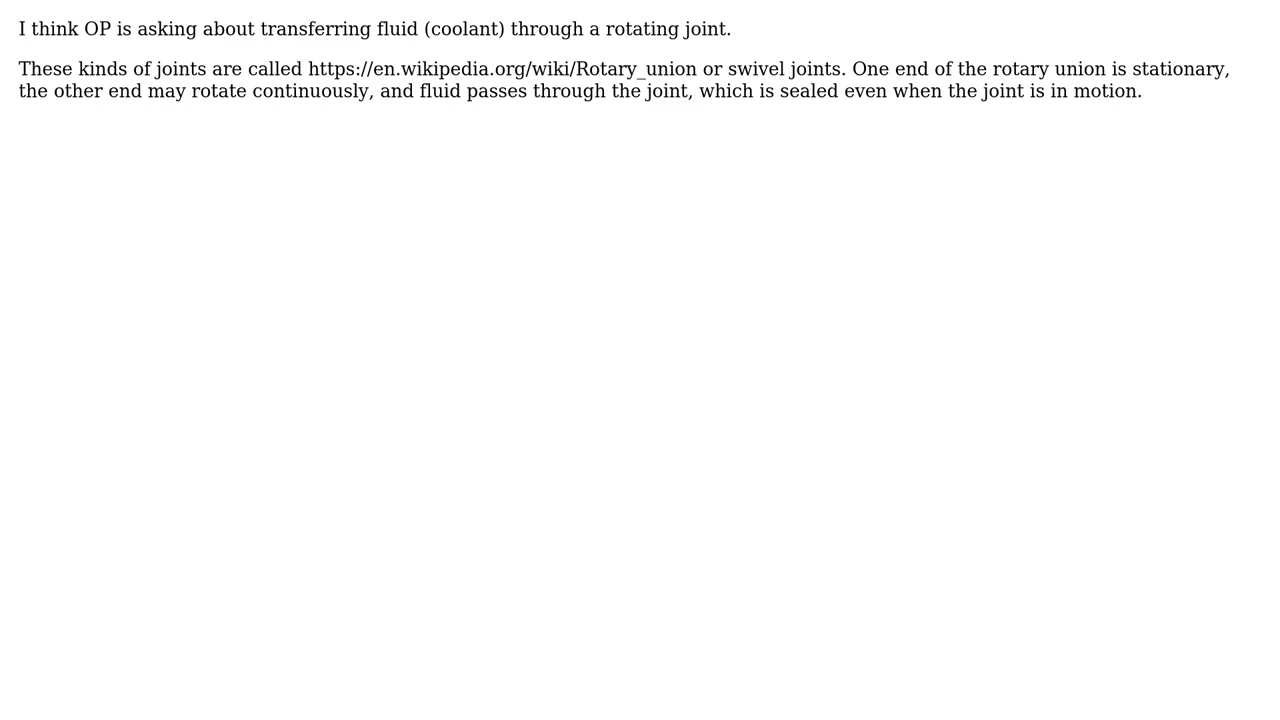 I think OP is asking about transferring fluid (coolant) through a rotating joint.
These kinds of joints are called https://en.wikipedia.org/wiki/Rotary_union or swivel joints. One end of the rotary union is stationary,
the other end may rotate continuously, and fluid passes through the joint, which is sealed even when the joint is in motion.